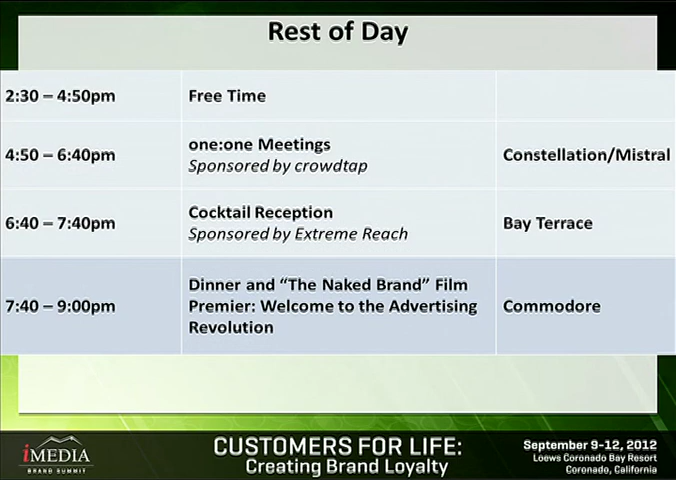 Rest of Day
2:30 – 4:50pm
Free Time
4:50 – 6:40pm
one:one Meetings
Sponsored by crowdtap
Constellation/Mistral
6:40 – 7:40pm
Cocktail Reception
Sponsored by Extreme Reach
Bay Terrace
7:40 – 9:00pm
Dinner and “The Naked Brand” Film
Premier: Welcome to the Advertising
Revolution
Commodore
iMEDIA
BRAND SUMMIT
CUSTOMERS FOR LIFE:
Creating Brand Loyalty
September 9-12, 2012
Loews Coronado Bay Resort
Coronado, California